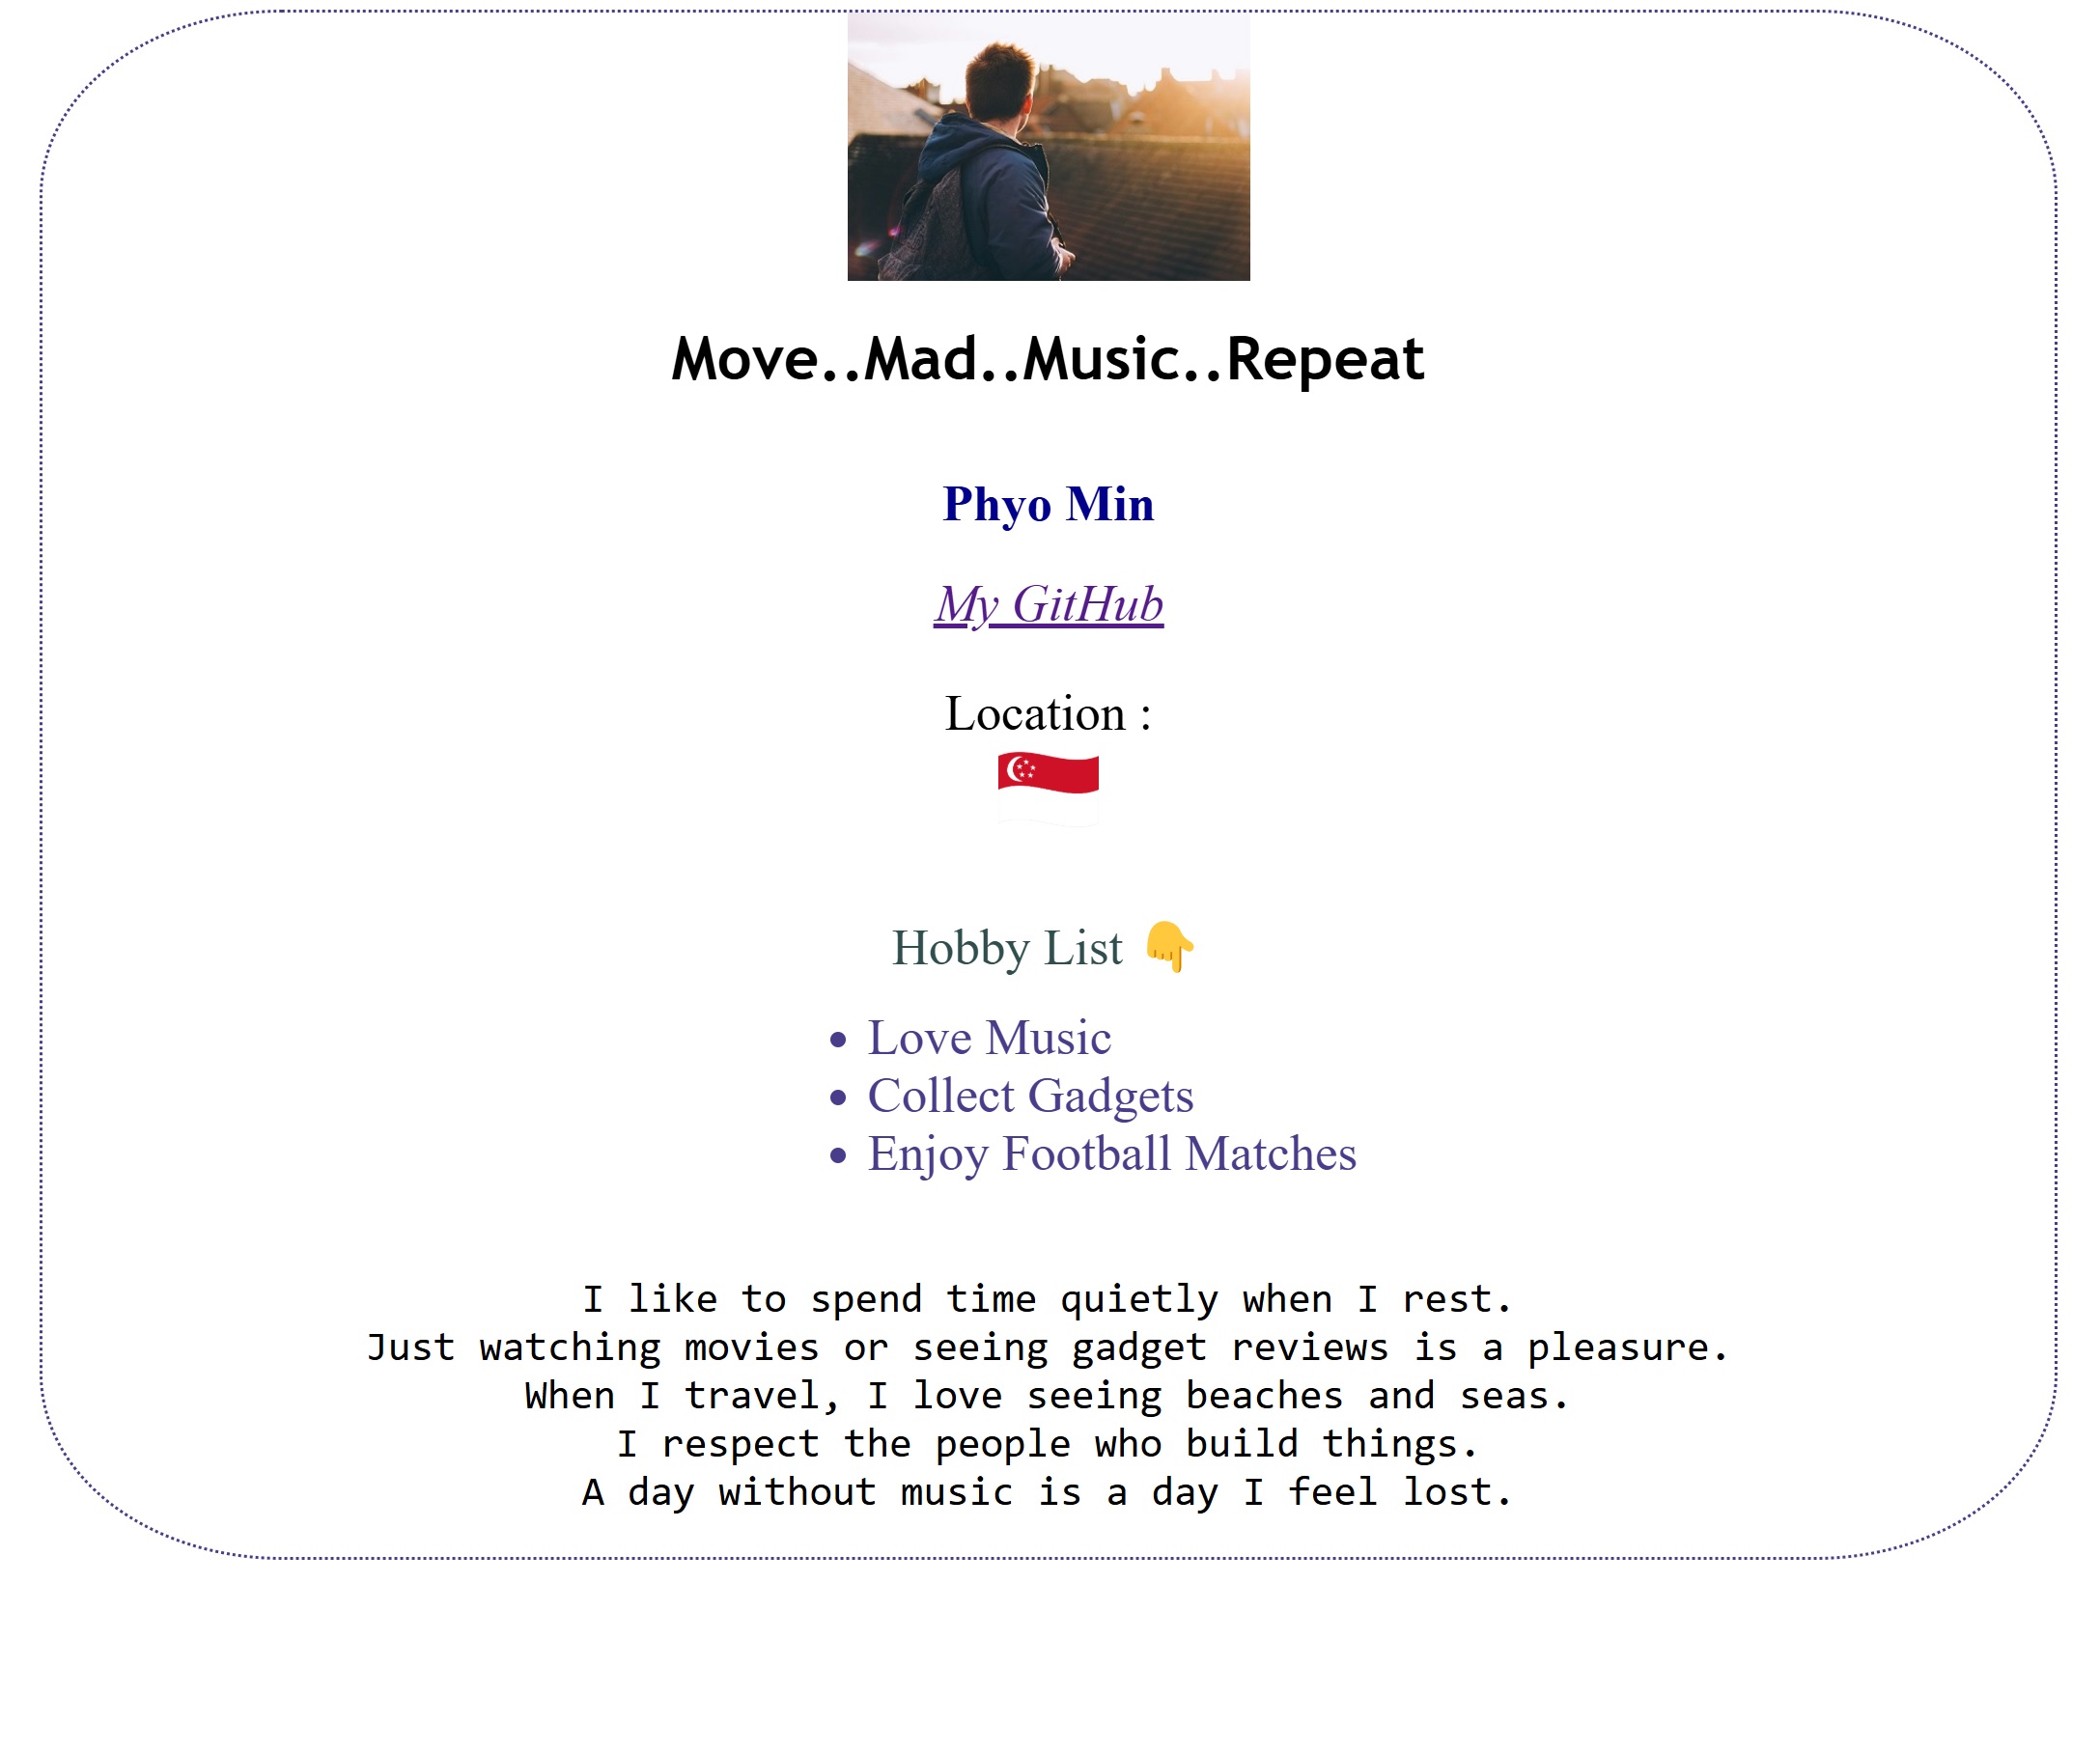 Move..Mad..Music..Repeat
Phyo Min
My GitHub
Location :
Hobby List 👇
Love Music
Collect Gadgets
Enjoy Football Matches
I like to spend time quietly when I rest.
Just watching movies or seeing gadget reviews is a pleasure.
When I travel, I love seeing beaches and seas.
I respect the people who build things.
A day without music is a day I feel lost.